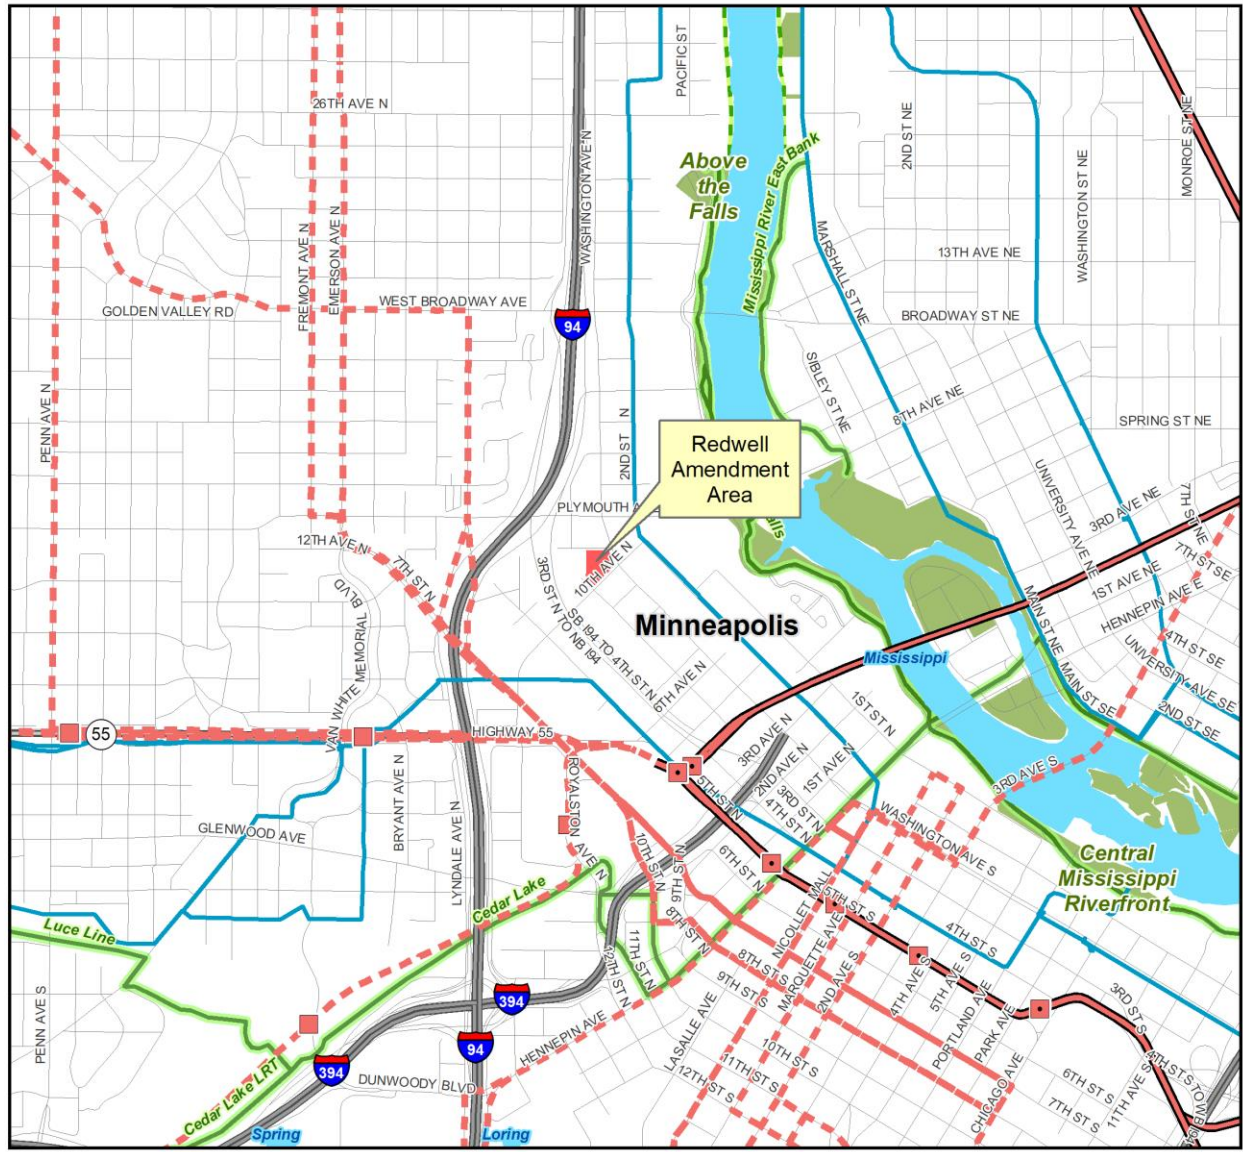 PACIFIC ST
26TH AVE N
WASHINGTON AVE N
2ND ST NE
MONROE ST NE
Above
the
Falls
Mississippi River East Bank
WASHINGTON ST NE
MARSHALL ST NE
13TH AVE NE
FREMONT AVE N
EMERSON AVE N
WEST BROADWAY AVE
GOLDEN VALLEY RD
94
BROADWAY ST NE
SIBLEY ST NE
8TH AVE NE
PENN AVE N
2ND ST N
SPRING ST NE
Redwell
Amendment
Area
UNIVERSITY AVE NE
3RD AVE NE
7TH ST NE
PLYMOUTH A
alls
12TH AVE N
7TH ST N
10TH AVE N
3RD ST N TO NB I94
SB I94 TO 4TH ST N
1ST AVE NE
7TH ST SE
HENNEPIN AVE E
VAN WHITE MEMORIAL BLVD
Minneapolis
MAIN ST NE
4TH ST SE
UNIVERSITY AVE SE
Mississippi
6TH AVE N
MAIN ST SE
2ND ST SE
1ST ST N
55
HIGHWAY 55
3RD AVE N
2ND AVE N
1ST AVE N
3RD AVE S
ROYALSTON AVE N
5TH ST N
3RD ST N
4TH ST N
BRYANT AVE N
LYNDALE AVE N
GLENWOOD AVE
10TH ST N
9TH ST N
6TH ST N
WASHINGTON AVE S
Central
Mississippi
Riverfront
Cedar Lake
NICOLLET MALL
5TH ST S
Luce Line
8TH ST N
11TH ST N
12TH ST N
MARQUETTE AVE
2ND AVE S
4TH ST S
8TH ST S
9TH ST S
4TH AVE S
5TH AVE S
PORTLAND AVE
PARK AVE
394
3RD ST S
PENN AVE S
HENNEPIN AVE
LASALLE AVE
94
10TH ST S
11TH ST S
12TH ST S
394
DUNWOODY BLVD
CHICAGO AVE
6TH ST S
7TH ST S
11TH AVE S
4TH ST S TO WB I94
Cedar Lake LRT
Spring
Loring